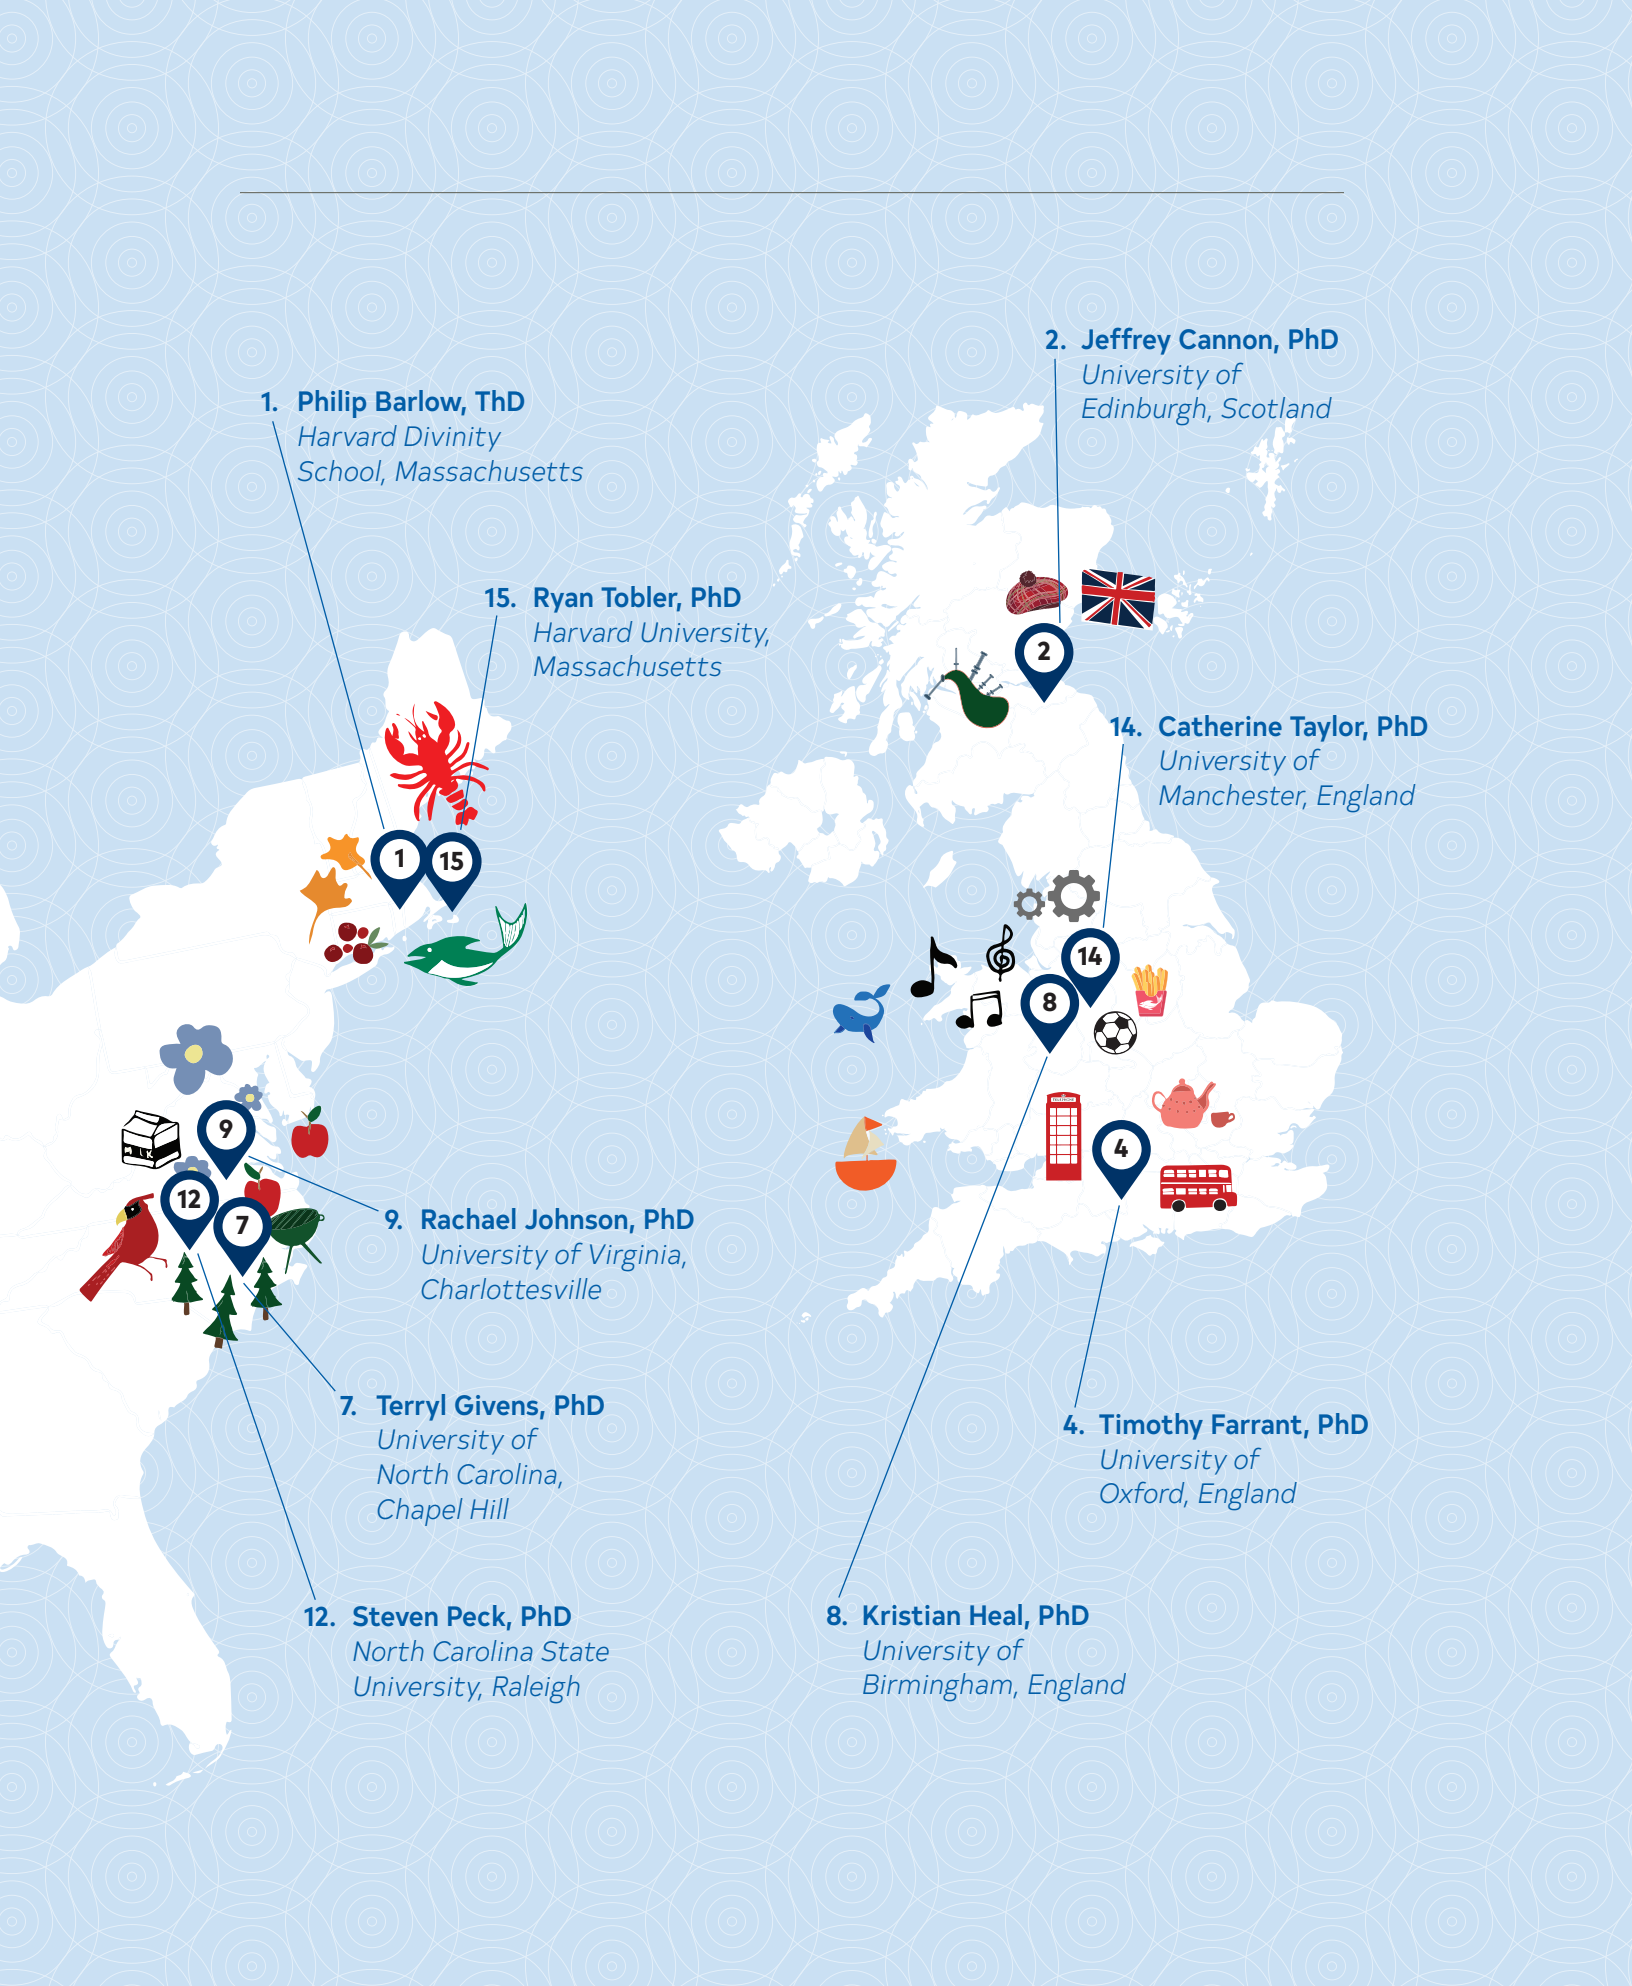 2. Jeffrey Cannon, PhD
University of
Edinburgh, Scotland
1. Philip Barlow, ThD
Harvard Divinity
School, Massachusetts
15. Ryan Tobler, PhD
Harvard University,
Massachusetts
2
14. Catherine Taylor, PhD
University of
Manchester, England
1
15
14
8
9
MILK
TELEPHONE
4
12
7
9. Rachael Johnson, PhD
University of Virginia,
Charlottesville
7. Terryl Givens, PhD
University of
North Carolina,
Chapel Hill
4. Timothy Farrant, PhD
University of
Oxford, England
12. Steven Peck, PhD
North Carolina State
University, Raleigh
8. Kristian Heal, PhD
University of
Birmingham, England